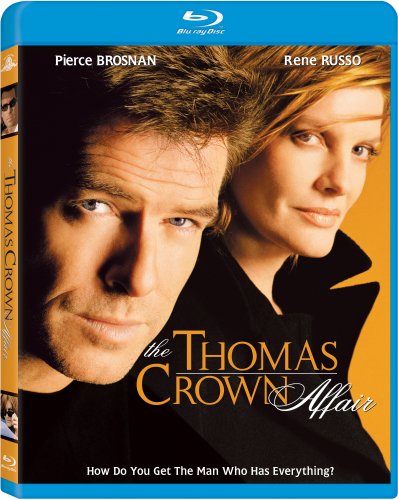 Blu-ray Disc
Pierce BROSNAN
Rene RUSSO
the
THOMAS
CROWN
Affair
How Do You Get The Man Who Has Everything?
MGM
the THOMAS CROWN Affair